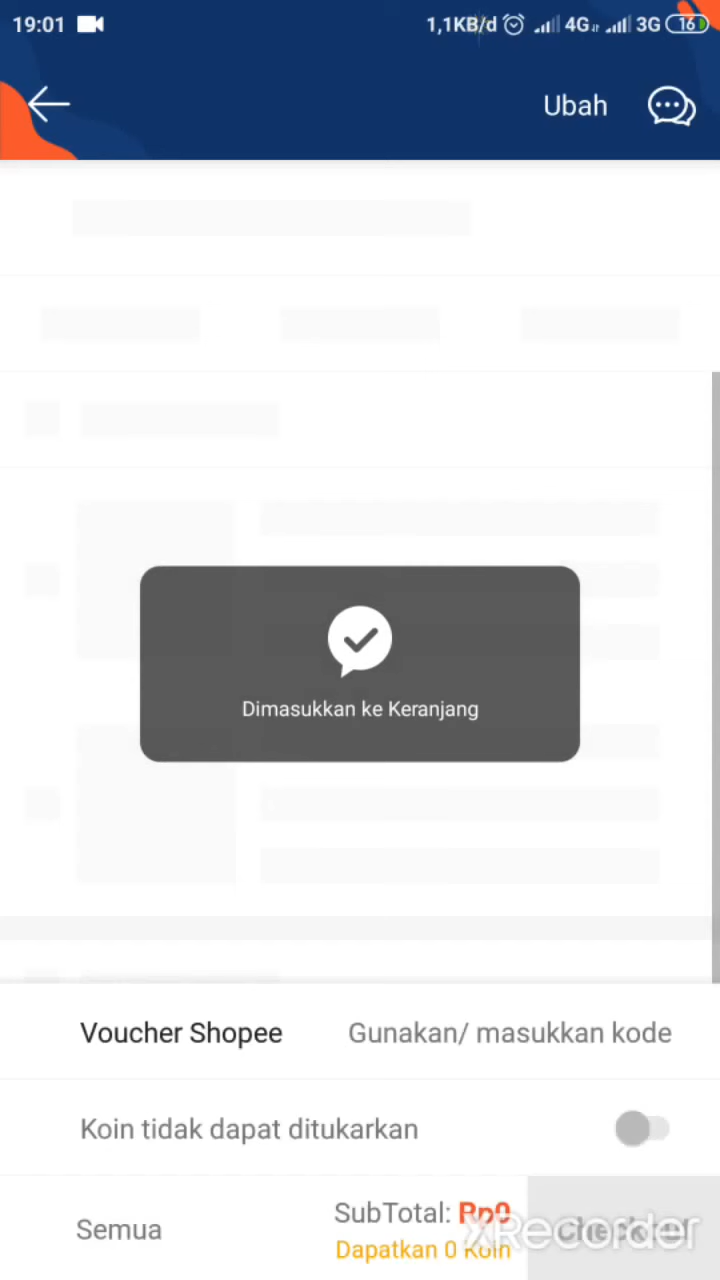 19:01 1,1KB/d 4G 3G 16
Ubah
Dimasukkan ke Keranjang
Voucher Shopee Gunakan/ masukkan kode
Koin tidak dapat ditukarkan
Semua SubTotal: Rp0 Checkout
Dapatkan 0 Koin
XRecorder